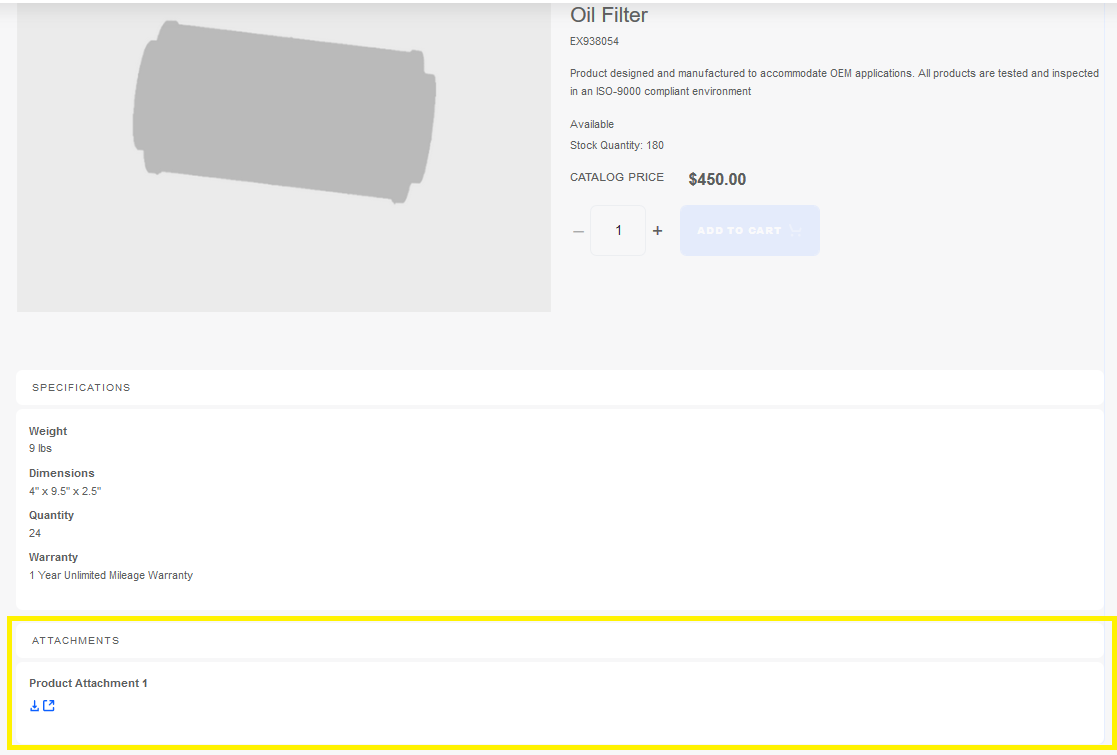 Oil Filter
EX938054
Product designed and manufactured to accommodate OEM applications. All products are tested and inspected
in an ISO-9000 compliant environment
Available
Stock Quantity: 180
CATALOG PRICE $450.00
– 1 + ADD TO CART
SPECIFICATIONS
Weight
9 lbs
Dimensions
4" x 9.5" x 2.5"
Quantity
24
Warranty
1 Year Unlimited Mileage Warranty
ATTACHMENTS
Product Attachment 1